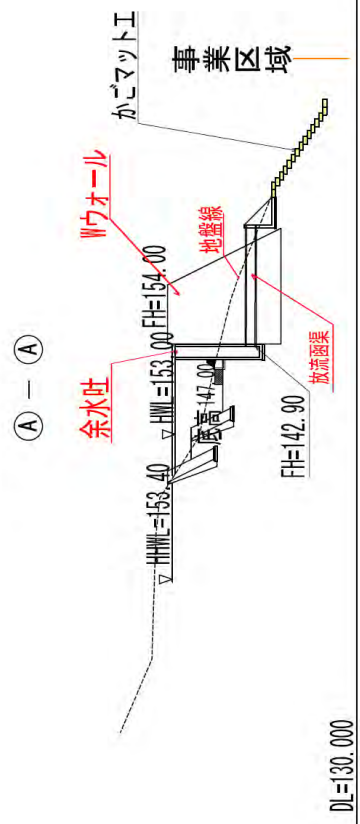 Ⓐ － Ⓐ
HHWL=153.40
HWL=153.00
FH=154.00
余水吐
Wウォール
かごマット工
事業区域
地盤線
放流函渠
底高 147.00
FH=142.90
DL=130.000